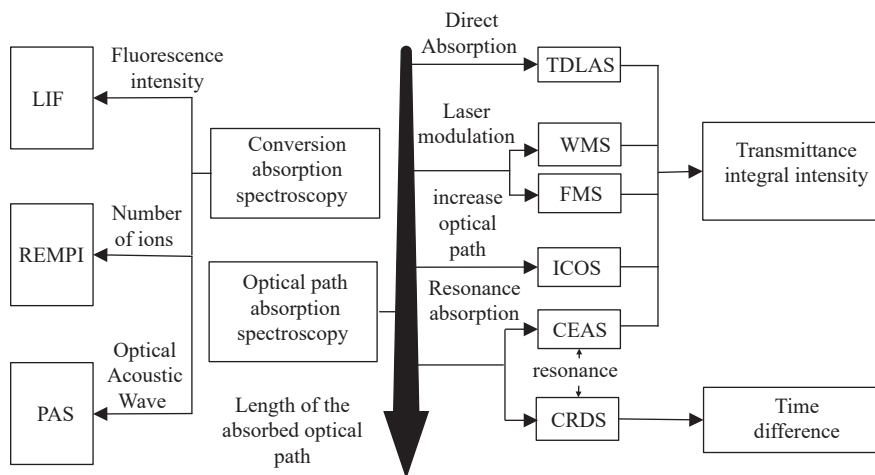 Fluorescence
intensity
LIF
Number
of ions
REMPI
Optical
Acoustic
Wave
PAS
Conversion
absorption
spectroscopy
Optical path
absorption
spectroscopy
Length of the
absorbed optical
path
Direct
Absorption
TDLAS
Laser
modulation
WMS
FMS
increase
optical
path
ICOS
Resonance
absorption
CEAS
resonance
CRDS
Transmittance
integral intensity
Time
difference